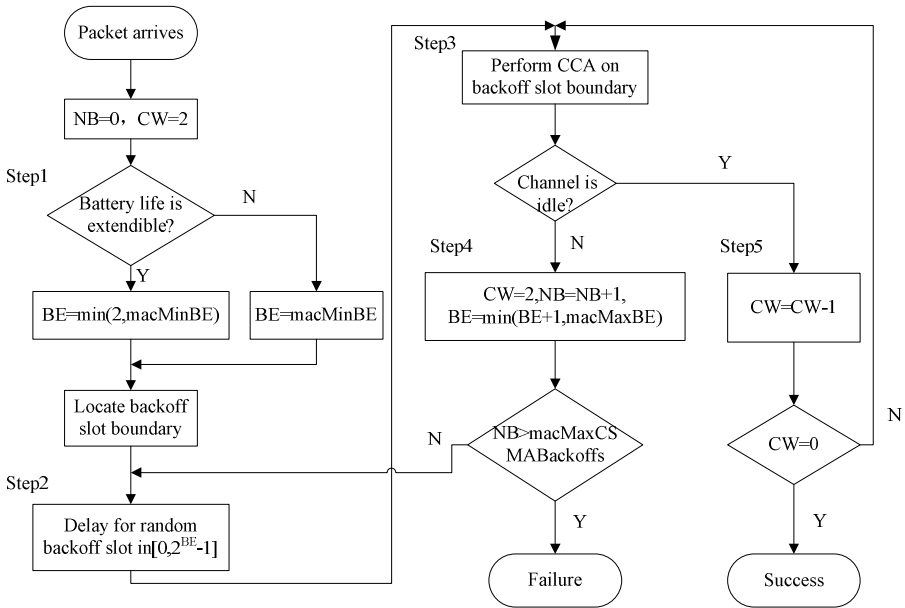 Packet arrives
NB=0，CW=2
Step1
Battery life is
extendible?
N
Y
BE=min(2,macMinBE)
BE=macMinBE
Locate backoff
slot boundary
Step2
Delay for random
backoff slot in[0,2^BE-1]
Step3
Perform CCA on
backoff slot boundary
Channel is
idle?
Y
N
Step4
CW=2,NB=NB+1,
BE=min(BE+1,macMaxBE)
NB>macMaxCS
MABackoffs
N
Y
Failure
Step5
CW=CW-1
CW=0
N
Y
Success